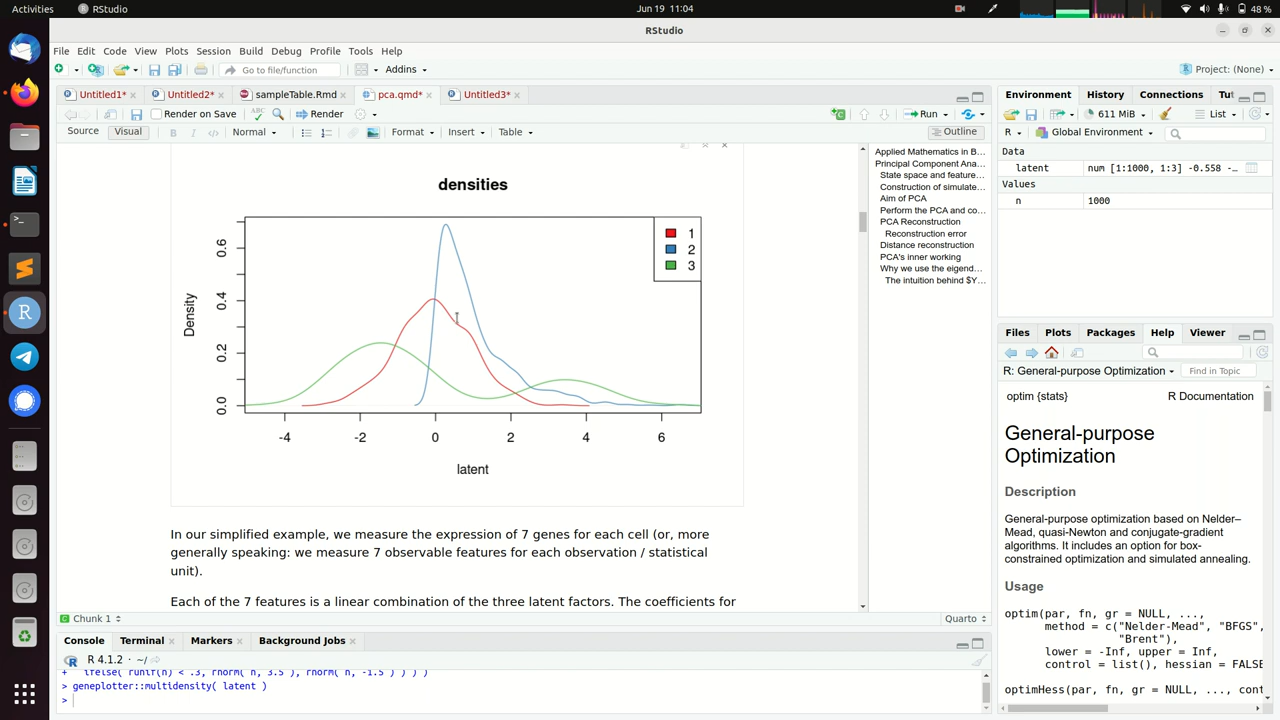 Activities
RStudio
Jun 19 11:04
48 %
RStudio
File Edit Code View Plots Session Build Debug Profile Tools Help
Go to file/function
Addins
Project: (None)
Untitled1*
Untitled2*
sampleTable.Rmd
pca.qmd*
Untitled3*
Render on Save
ABC
Render
Run
Source
Visual
B I
Normal
Format
Insert
Table
Outline
densities
1
2
3
Density
0.0 0.2 0.4 0.6
-4 -2 0 2 4 6
latent
In our simplified example, we measure the expression of 7 genes for each cell (or, more
generally speaking: we measure 7 observable features for each observation / statistical
unit).
Each of the 7 features is a linear combination of the three latent factors. The coefficients for
Applied Mathematics in B...
Principal Component Ana...
State space and feature...
Construction of simulate...
Aim of PCA
Perform the PCA and co...
PCA Reconstruction
Reconstruction error
Distance reconstruction
PCA's inner working
Why we use the eigend...
The intuition behind $Y...
Chunk 1
Quarto
Console
Terminal
Markers
Background Jobs
R 4.1.2 · ~/
+ ifelse( runif(n) < .3, rnorm( n, 3.5 ), rnorm( n, -1.5 ) ) ) )
> geneplotter::multidensity( latent )
>
Environment
History
Connections
Tut
611 MiB
List
R
Global Environment
Data
latent num [1:1000, 1:3] -0.558 -…
Values
n 1000
Files
Plots
Packages
Help
Viewer
R: General-purpose Optimization
Find in Topic
optim {stats}
R Documentation
General-purpose
Optimization
Description
General-purpose optimization based on Nelder–
Mead, quasi-Newton and conjugate-gradient
algorithms. It includes an option for box-
constrained optimization and simulated annealing.
Usage
optim(par, fn, gr = NULL, ...,
method = c("Nelder-Mead", "BFGS",
"Brent"),
lower = -Inf, upper = Inf,
control = list(), hessian = FALSE
optimHess(par, fn, gr = NULL, ..., cont